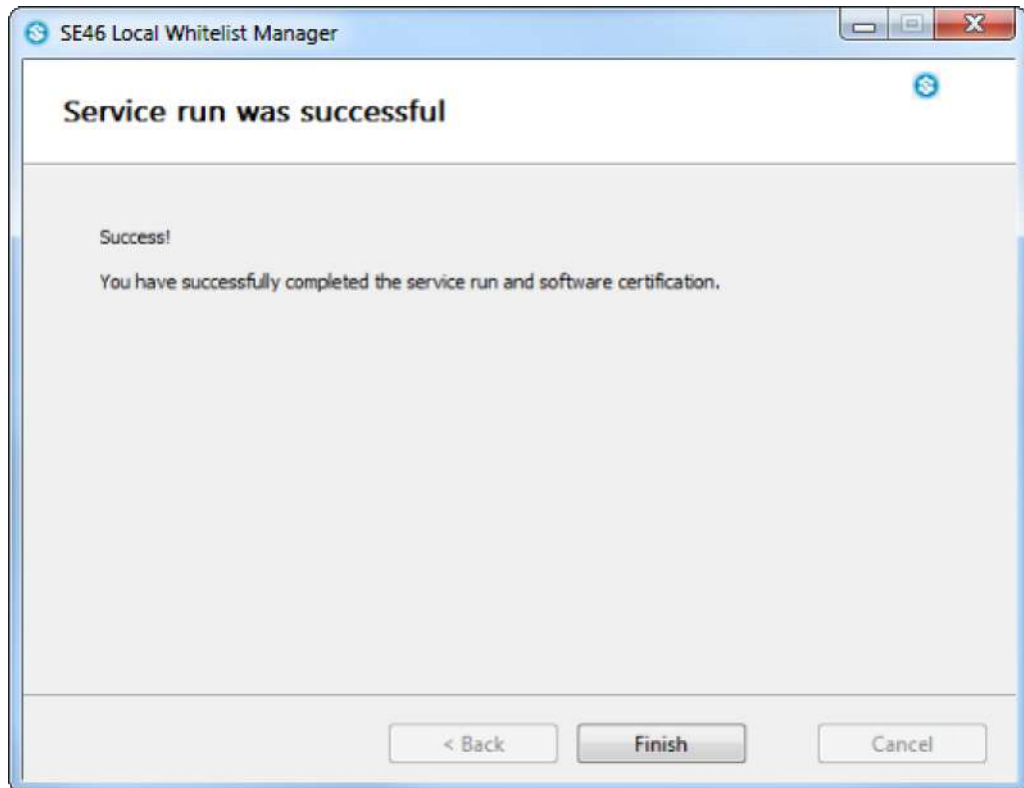 SE46 Local Whitelist Manager
Service run was successful
Success!
You have successfully completed the service run and software certification.
< Back
Finish
Cancel